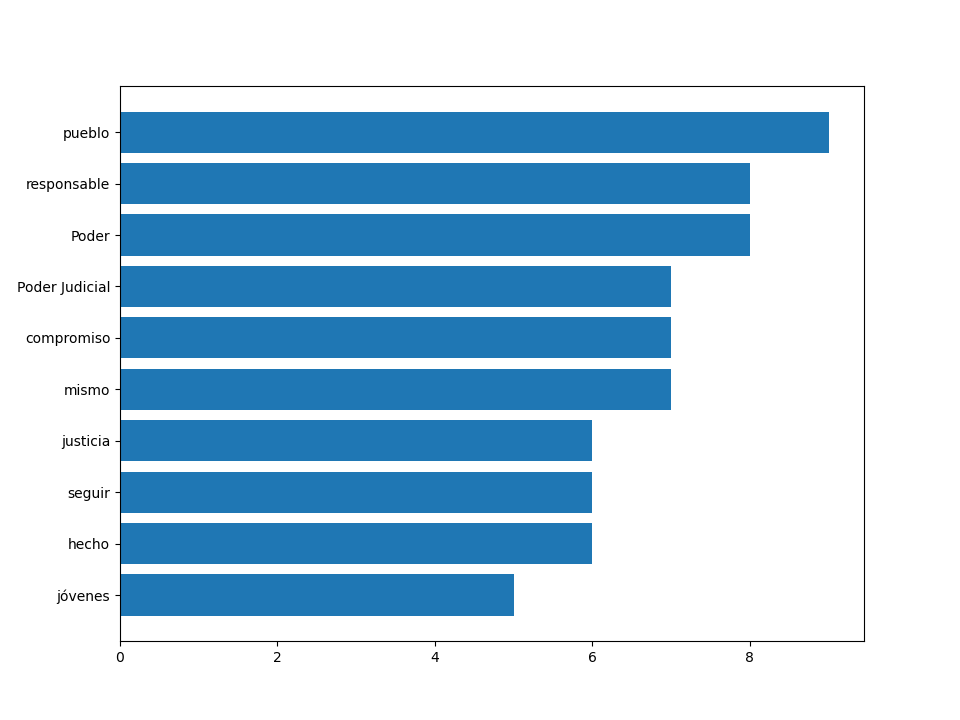 pueblo
responsable
Poder
Poder Judicial
compromiso
mismo
justicia
seguir
hecho
jóvenes
0 2 4 6 8